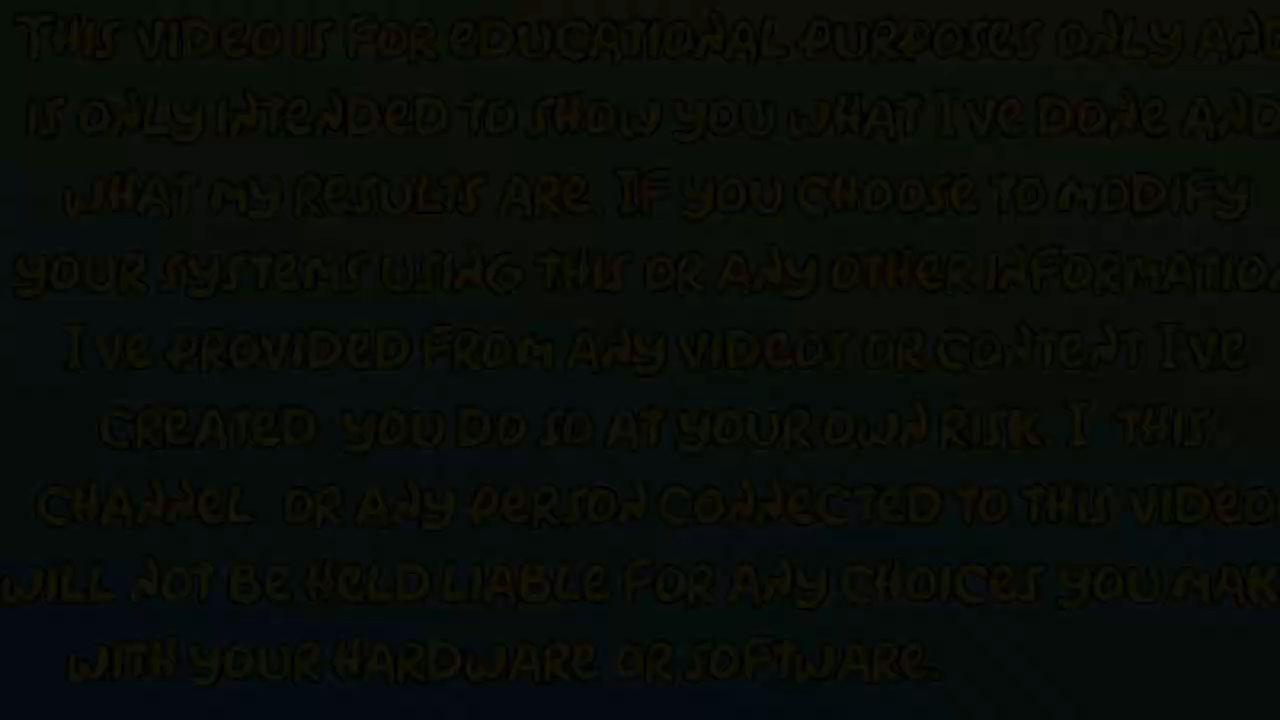 THIS VIDEO IS FOR EDUCATIONAL PURPOSES ONLY AND
IS ONLY INTENDED TO SHOW YOU WHAT I'VE DONE AND
WHAT MY RESULTS ARE. IF YOU CHOOSE TO MODIFY
YOUR SYSTEMS USING THIS OR ANY OTHER INFORMATION
I'VE PROVIDED FROM ANY VIDEOS OR CONTENT I'VE
CREATED, YOU DO SO AT YOUR OWN RISK. I, THIS
CHANNEL, OR ANY PERSON CONNECTED TO THIS VIDEO,
WILL NOT BE HELD LIABLE FOR ANY CHOICES YOU MAK
WITH YOUR HARDWARE OR SOFTWARE.